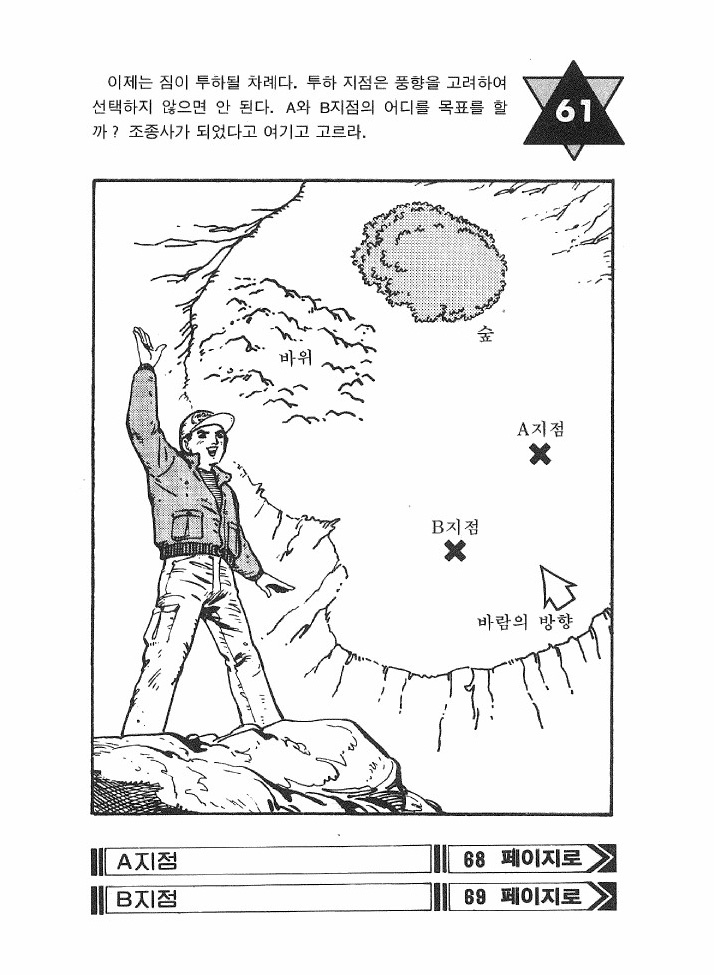 이제는 짐이 투하될 차례다. 투하 지점은 풍향을 고려하여
선택하지 않으면 안 된다. A와 B지점의 어디를 목표를 할
까? 조종사가 되었다고 여기고 고르라.
61
숲
바위
A지점
B지점
바람의 방향
A지점 68 페이지로
B지점 69 페이지로